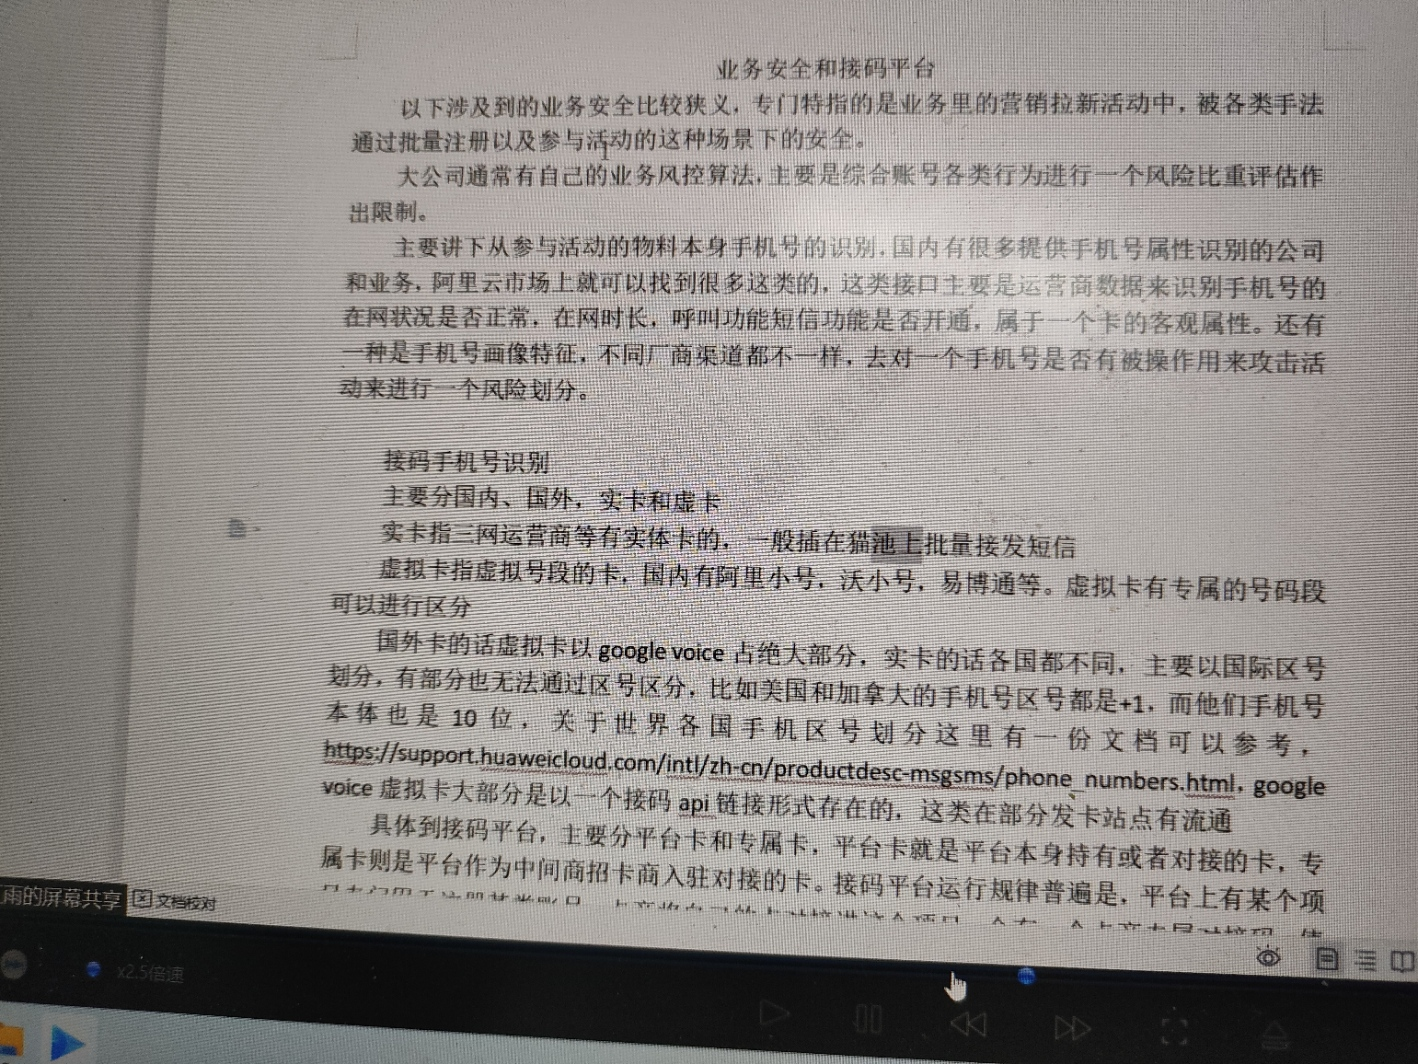 业务安全和接码平台
以下涉及到的业务安全比较狭义，专门特指的是业务里的营销拉新活动中，被各类手法
通过批量注册以及参与活动的这种场景下的安全。
大公司通常有自己的业务风控算法，主要是综合账号各类行为进行一个风险比重评估作
出限制。
主要讲下从参与活动的物料本身手机号的识别，国内有很多提供手机号属性识别的公司
和业务，阿里云市场上就可以找到很多这类的，这类接口主要是运营商数据来识别手机号的
在网状况是否正常，在网时长，呼叫功能短信功能是否开通，属于一个卡的客观属性。还有
一种是手机号画像特征，不同厂商渠道都不一样，去对一个手机号是否有被操作用来攻击活
动来进行一个风险划分。
接码手机号识别
主要分国内、国外，实卡和虚卡
实卡指三网运营商等有实体卡的，一般插在猫池上批量接发短信
虚拟卡指虚拟号段的卡，国内有阿里小号，沃小号，易博通等。虚拟卡有专属的号码段
可以进行区分
国外卡的话虚拟卡以 google voice 占绝大部分，实卡的话各国都不同，主要以国际区号
划分，有部分也无法通过区号区分，比如美国和加拿大的手机号区号都是+1，而他们手机号
本体也是 10 位，关于世界各国手机区号划分这里有一份文档可以参考，
https://support.huaweicloud.com/intl/zh-cn/productdesc-msgsms/phone_numbers.html，google
voice 虚拟卡大部分是以一个接码 api 链接形式存在的，这类在部分发卡站点有流通
具体到接码平台，主要分平台卡和专属卡，平台卡就是平台本身持有或者对接的卡，专
属卡则是平台作为中间商招卡商入驻对接的卡。接码平台运行规律普遍是，平台上有某个项
雨的屏幕共享 文档校对
x2.5倍速